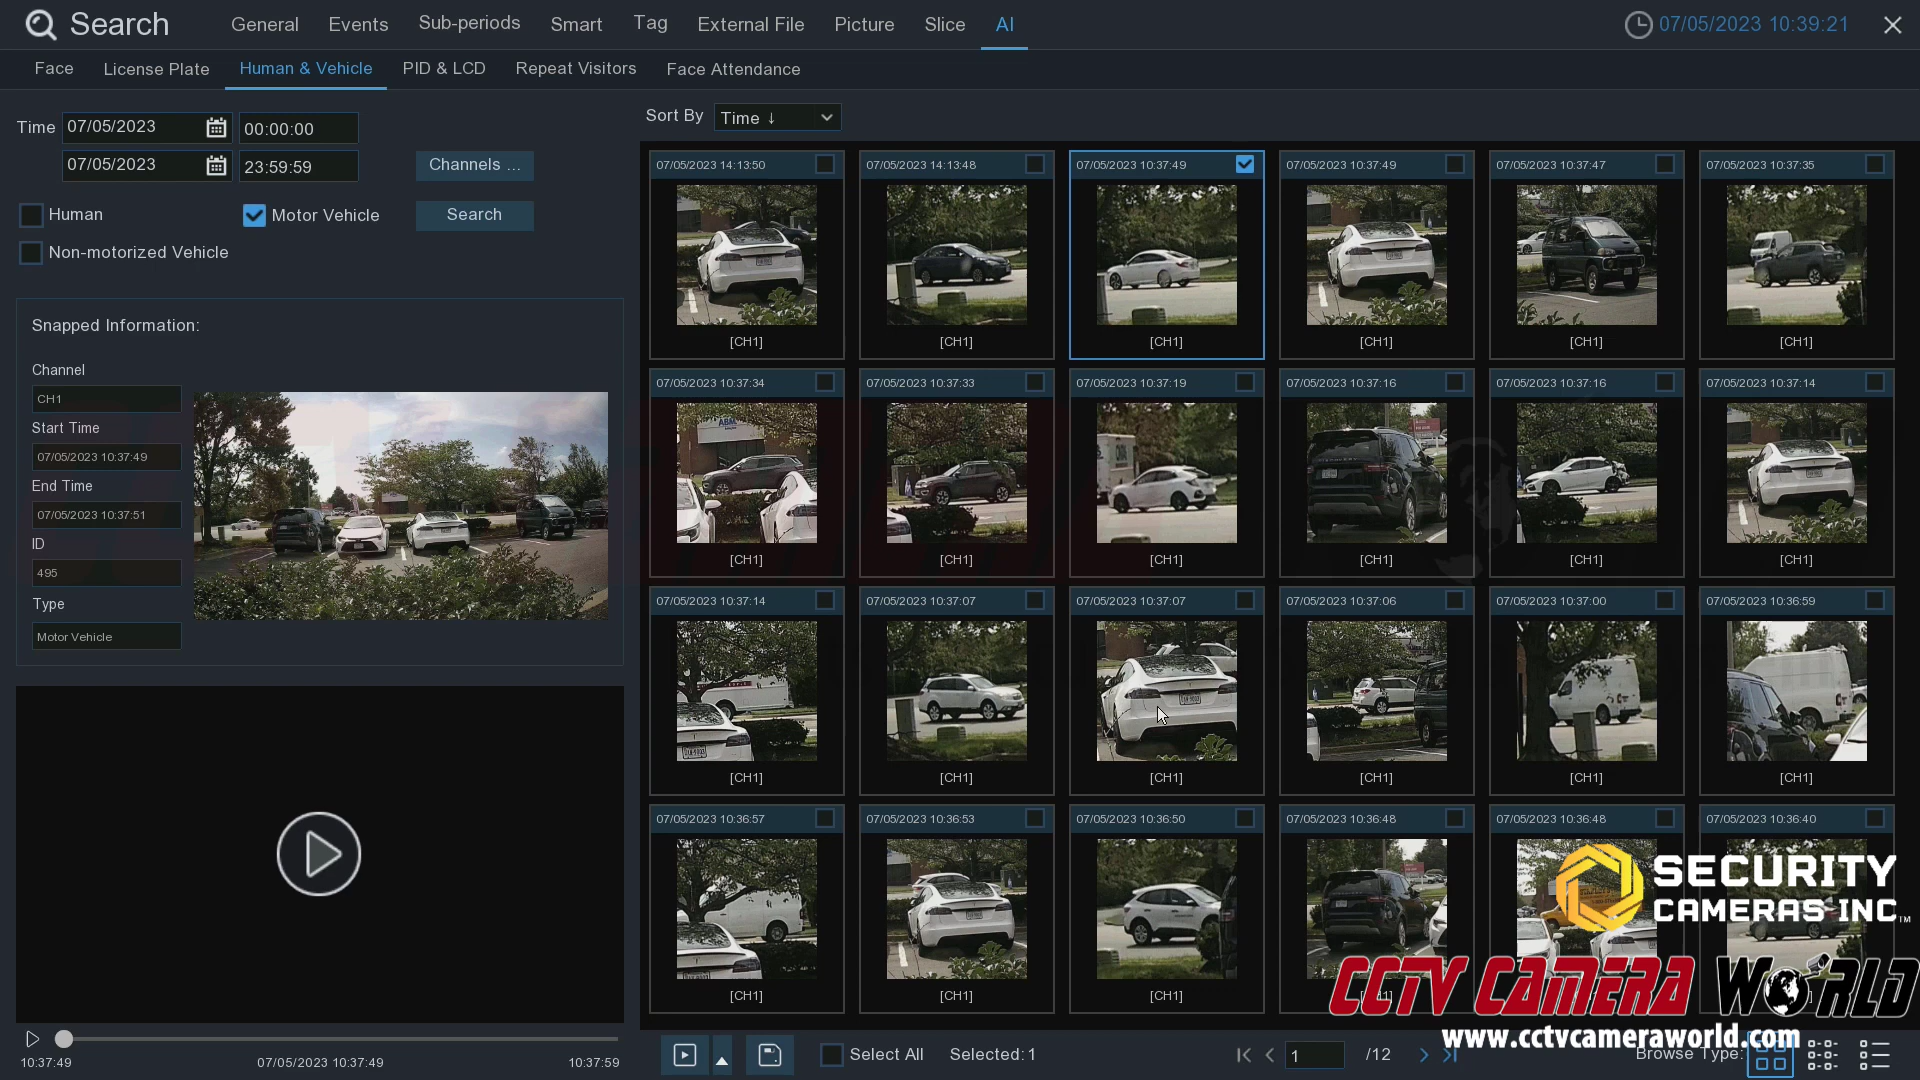 Search
General Events Sub-periods Smart Tag External File Picture Slice AI
07/05/2023 10:39:21
Face License Plate Human & Vehicle PID & LCD Repeat Visitors Face Attendance
Time 07/05/2023 00:00:00
07/05/2023 23:59:59 Channels ...
Human Motor Vehicle Search
Non-motorized Vehicle
Snapped Information:
Channel
CH1
Start Time
07/05/2023 10:37:49
End Time
07/05/2023 10:37:51
ID
495
Type
Motor Vehicle
10:37:49 07/05/2023 10:37:49 10:37:59
Sort By Time ↓
07/05/2023 14:13:50 07/05/2023 14:13:48 07/05/2023 10:37:49 07/05/2023 10:37:49 07/05/2023 10:37:47 07/05/2023 10:37:35
[CH1] [CH1] [CH1] [CH1] [CH1] [CH1]
07/05/2023 10:37:34 07/05/2023 10:37:33 07/05/2023 10:37:19 07/05/2023 10:37:16 07/05/2023 10:37:16 07/05/2023 10:37:14
[CH1] [CH1] [CH1] [CH1] [CH1] [CH1]
07/05/2023 10:37:14 07/05/2023 10:37:07 07/05/2023 10:37:07 07/05/2023 10:37:06 07/05/2023 10:37:00 07/05/2023 10:36:59
[CH1] [CH1] [CH1] [CH1] [CH1] [CH1]
07/05/2023 10:36:57 07/05/2023 10:36:53 07/05/2023 10:36:50 07/05/2023 10:36:48 07/05/2023 10:36:48 07/05/2023 10:36:40
[CH1] [CH1] [CH1]
SECURITY
CAMERAS INC™
CCTV CAMERA WORLD
www.cctvcameraworld.com
Select All Selected:1 1 /12 Browse Type: